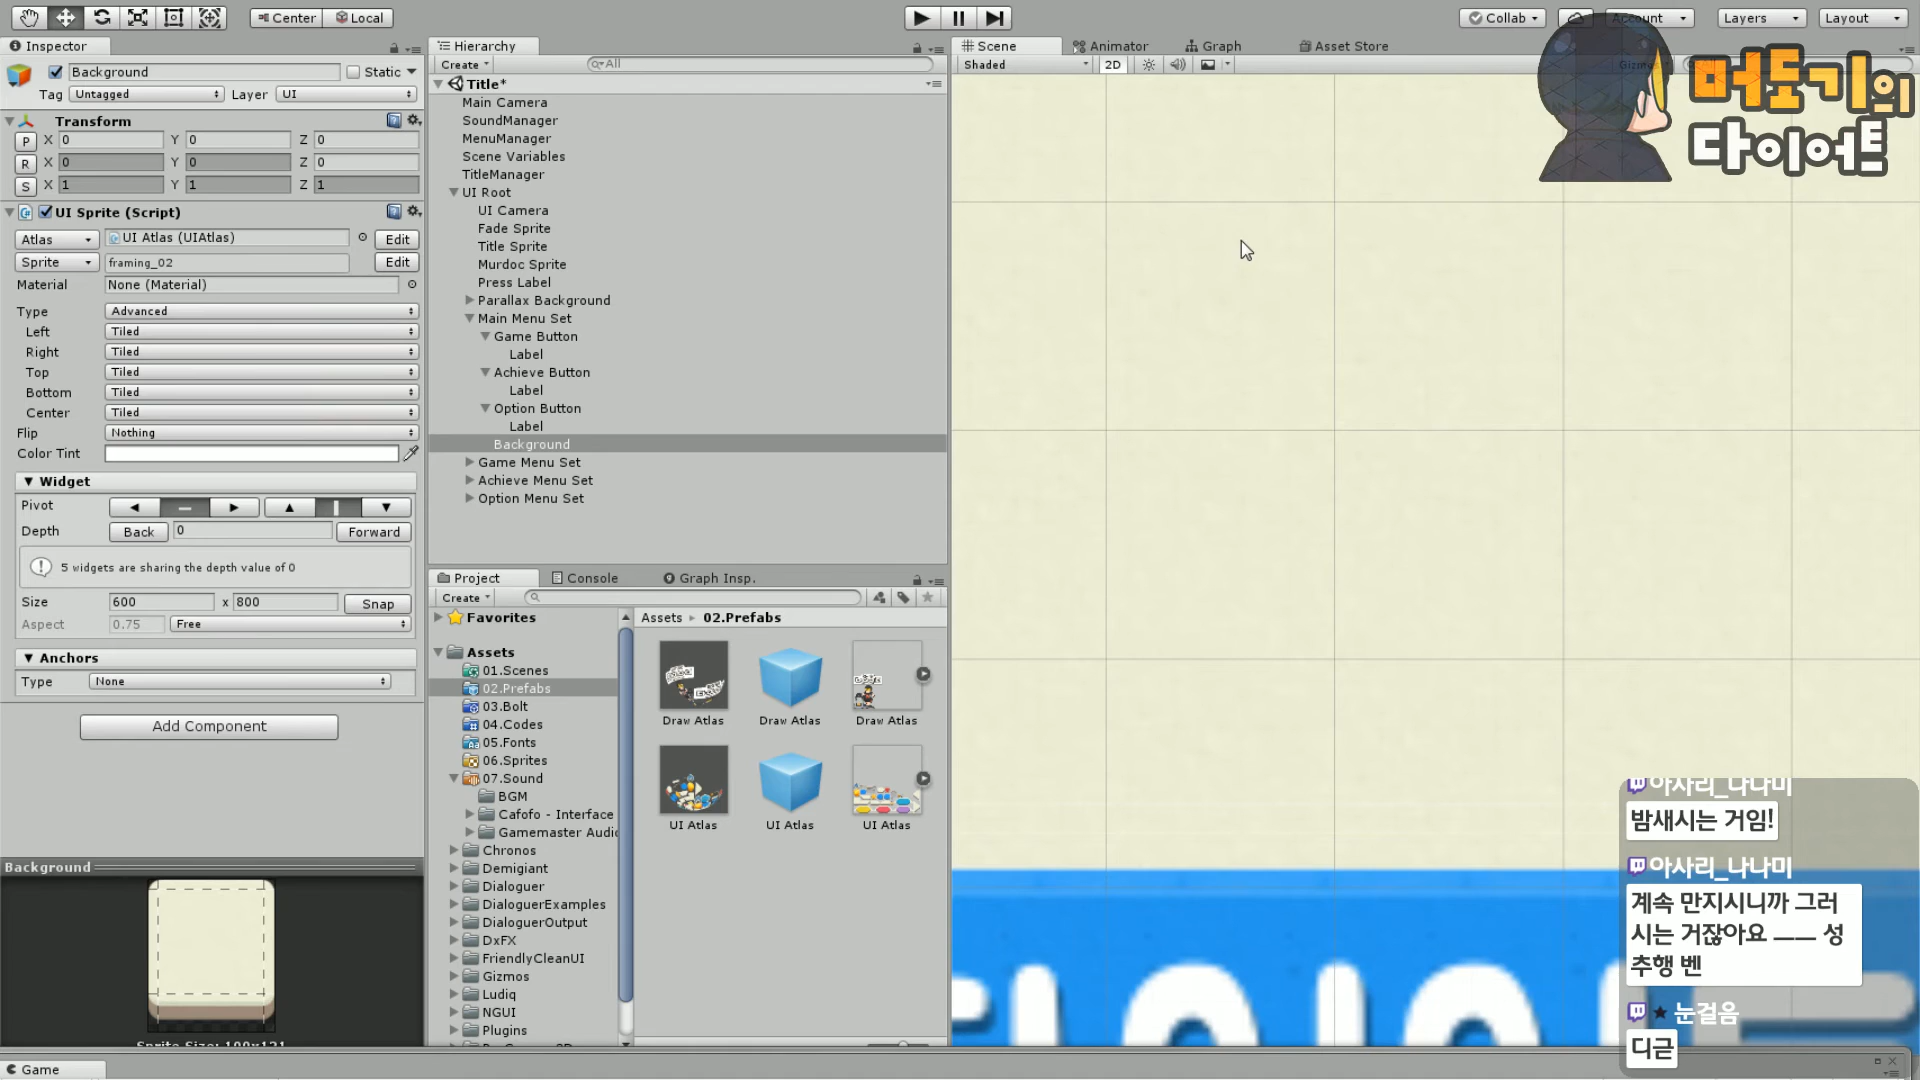 Center
Local
Collab
Account
Layers
Layout
Inspector
Background
Static
Tag
Untagged
Layer
UI
Transform
P X 0 Y 0 Z 0
R X 0 Y 0 Z 0
S X 1 Y 1 Z 1
UI Sprite (Script)
Atlas
UI Atlas (UIAtlas)
Edit
Sprite
framing_02
Edit
Material
None (Material)
Type
Advanced
Left
Tiled
Right
Tiled
Top
Tiled
Bottom
Tiled
Center
Tiled
Flip
Nothing
Color Tint
Widget
Pivot
Depth
Back
0
Forward
5 widgets are sharing the depth value of 0
Size
600
x
800
Snap
Aspect
0.75
Free
Anchors
Type
None
Add Component
Background
Sprite Size: 100x121
Game
Hierarchy
Create
All
Title*
Main Camera
SoundManager
MenuManager
Scene Variables
TitleManager
UI Root
UI Camera
Fade Sprite
Title Sprite
Murdoc Sprite
Press Label
Parallax Background
Main Menu Set
Game Button
Label
Achieve Button
Label
Option Button
Label
Background
Game Menu Set
Achieve Menu Set
Option Menu Set
Project
Console
Graph Insp.
Create
Favorites
Assets
01.Scenes
02.Prefabs
03.Bolt
04.Codes
05.Fonts
06.Sprites
07.Sound
BGM
Cafofo - Interface
Gamemaster Audio
Chronos
Demigiant
Dialoguer
DialoguerExamples
DialoguerOutput
DxFX
FriendlyCleanUI
Gizmos
Ludiq
NGUI
Plugins
Assets
02.Prefabs
Draw Atlas
Draw Atlas
Draw Atlas
UI Atlas
UI Atlas
UI Atlas
Scene
Animator
Graph
Asset Store
Shaded
2D
Gizmos
머도기의
다이어트
아사리_나나미
밤새시는 거임!
아사리_나나미
계속 만지시니까 그러
시는 거잖아요 ㅡㅡ 성
추행 벤
눈걸음
디귿